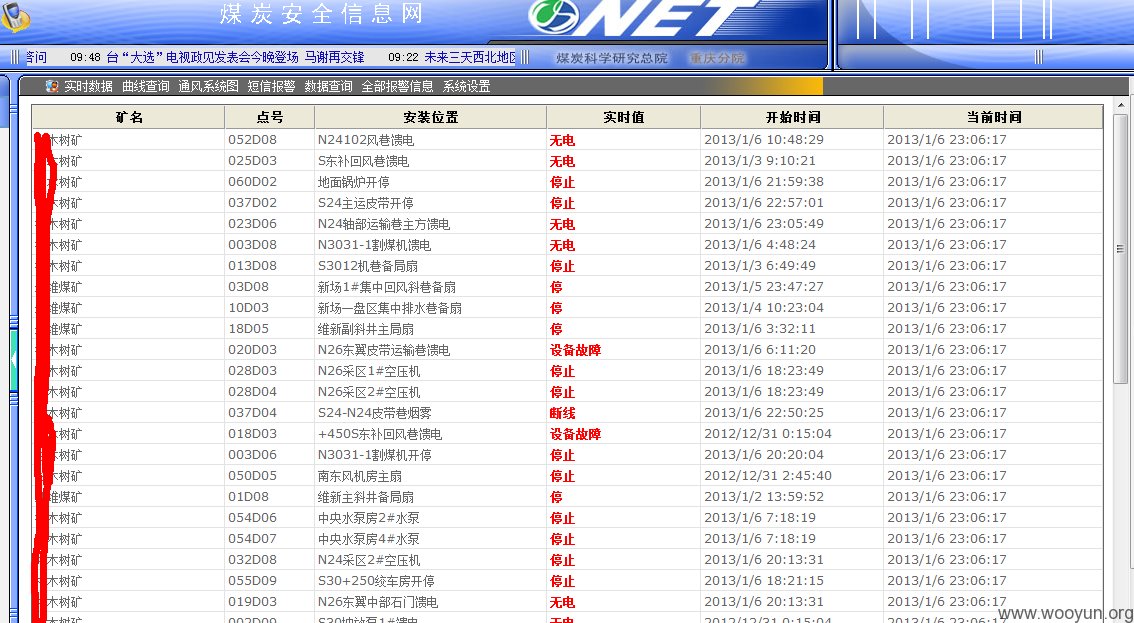 煤炭安全信息网
NET
答问 09:48 台“大选”电视政见发表会今晚登场 马谢再交锋 09:22 未来三天西北地区
煤炭科学研究总院 重庆分院
实时数据 曲线查询 通风系统图 短信报警 数据查询 全部报警信息 系统设置
矿名 点号 安装位置 实时值 开始时间 当前时间
木树矿 052D08 N24102风巷馈电 无电 2013/1/6 10:48:29 2013/1/6 23:06:17
木树矿 025D03 S东补回风巷馈电 无电 2013/1/3 9:10:21 2013/1/6 23:06:17
木树矿 060D02 地面锅炉开停 停止 2013/1/6 21:59:38 2013/1/6 23:06:17
木树矿 037D02 S24主运皮带开停 停止 2013/1/6 22:57:01 2013/1/6 23:06:17
木树矿 023D06 N24轴部运输巷主方馈电 无电 2013/1/6 23:05:49 2013/1/6 23:06:17
木树矿 003D08 N3031-1割煤机馈电 无电 2013/1/6 4:48:24 2013/1/6 23:06:17
木树矿 013D08 S3012机巷备局扇 停止 2013/1/3 6:49:49 2013/1/6 23:06:17
维煤矿 03D08 新场1#集中回风斜巷备扇 停 2013/1/5 23:47:27 2013/1/6 23:06:17
维煤矿 10D03 新场一盘区集中排水巷备扇 停 2013/1/4 10:23:04 2013/1/6 23:06:17
维煤矿 18D05 维新副斜井主局扇 停 2013/1/6 3:32:11 2013/1/6 23:06:17
木树矿 020D03 N26东翼皮带运输巷馈电 设备故障 2013/1/6 6:11:20 2013/1/6 23:06:17
木树矿 028D03 N26采区1#空压机 停止 2013/1/6 18:23:49 2013/1/6 23:06:17
木树矿 028D04 N26采区2#空压机 停止 2013/1/6 18:23:49 2013/1/6 23:06:17
木树矿 037D04 S24-N24皮带巷烟雾 断线 2013/1/6 22:50:25 2013/1/6 23:06:17
木树矿 018D03 +450S东补回风巷馈电 设备故障 2012/12/31 0:15:04 2013/1/6 23:06:17
木树矿 003D06 N3031-1割煤机开停 停止 2013/1/6 20:20:04 2013/1/6 23:06:17
木树矿 050D05 南东风机房主扇 停止 2012/12/31 2:45:40 2013/1/6 23:06:17
维煤矿 01D08 维新主斜井备局扇 停 2013/1/2 13:59:52 2013/1/6 23:06:17
木树矿 054D06 中央水泵房2#水泵 停止 2013/1/6 7:18:19 2013/1/6 23:06:17
木树矿 054D07 中央水泵房4#水泵 停止 2013/1/6 7:18:19 2013/1/6 23:06:17
木树矿 032D08 N24采区2#空压机 停止 2013/1/6 20:13:31 2013/1/6 23:06:17
木树矿 055D09 S30+250绞车房开停 停止 2013/1/6 18:21:15 2013/1/6 23:06:17
木树矿 019D03 N26东翼中部石门馈电 无电 2013/1/6 20:13:31 2013/1/6 23:06:17
木树矿 002D09 无电 2012/12/31 0:15:04 2013/1/6 23:06:17
www.wooyun.org